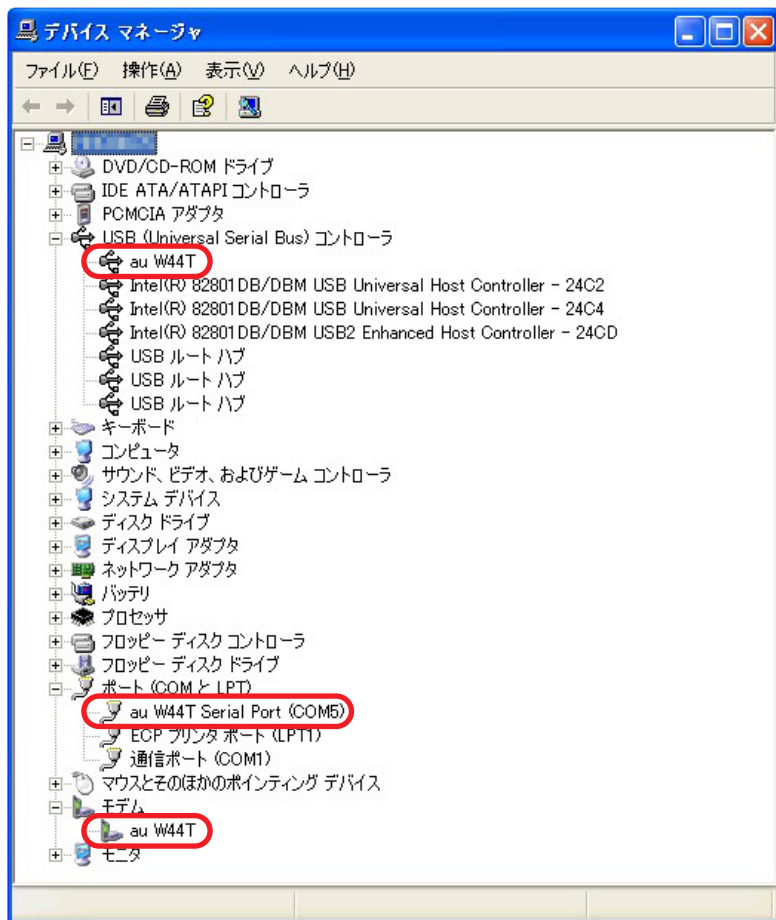 デバイス マネージャ
ファイル(F) 操作(A) 表示(V) ヘルプ(H)
DVD/CD-ROM ドライブ
IDE ATA/ATAPI コントローラ
PCMCIA アダプタ
USB (Universal Serial Bus) コントローラ
au W44T
Intel(R) 82801DB/DBM USB Universal Host Controller - 24C2
Intel(R) 82801DB/DBM USB Universal Host Controller - 24C4
Intel(R) 82801DB/DBM USB2 Enhanced Host Controller - 24CD
USB ルート ハブ
USB ルート ハブ
USB ルート ハブ
キーボード
コンピュータ
サウンド、ビデオ、およびゲーム コントローラ
システム デバイス
ディスク ドライブ
ディスプレイ アダプタ
ネットワーク アダプタ
バッテリ
プロセッサ
フロッピー ディスク コントローラ
フロッピー ディスク ドライブ
ポート (COM と LPT)
au W44T Serial Port (COM5)
ECP プリンタ ポート (LPT1)
通信ポート (COM1)
マウスとそのほかのポインティング デバイス
モデム
au W44T
モニタ